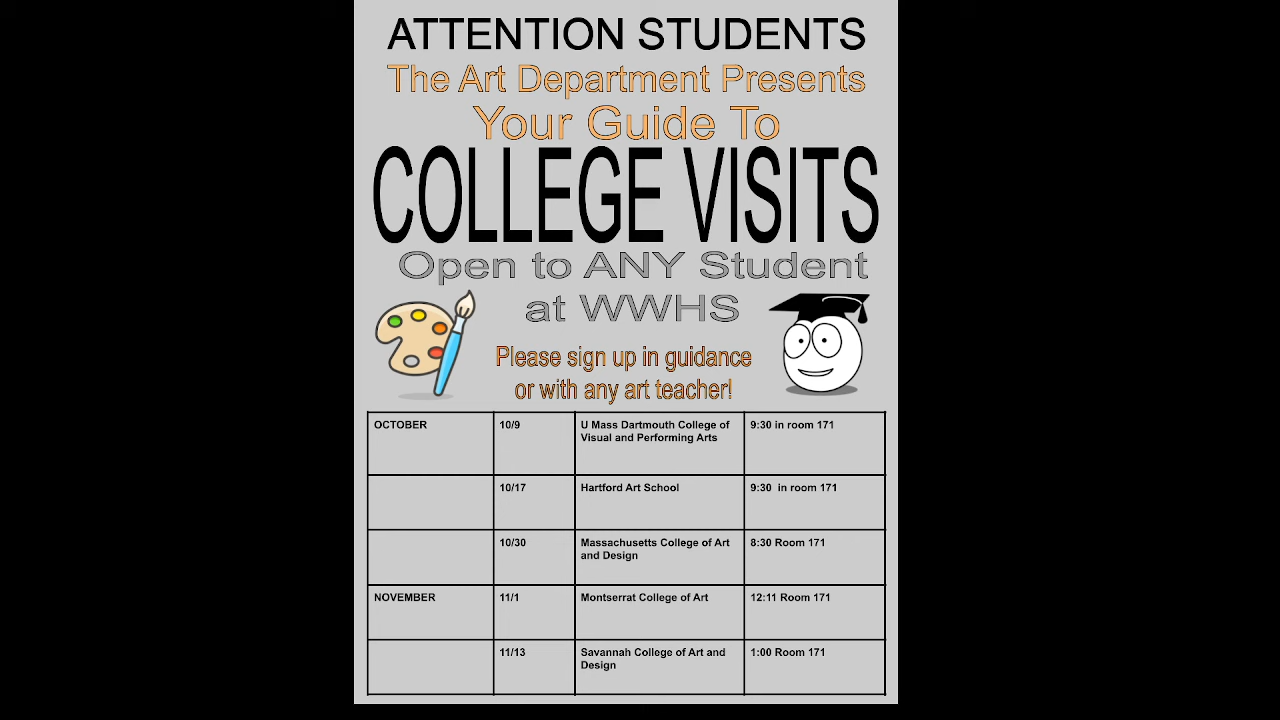 ATTENTION STUDENTS
The Art Department Presents
Your Guide To
COLLEGE VISITS
Open to ANY Student
at WWHS
Please sign up in guidance
or with any art teacher!
OCTOBER 10/9 U Mass Dartmouth College of 9:30 in room 171
Visual and Performing Arts
10/17 Hartford Art School 9:30 in room 171
10/30 Massachusetts College of Art 8:30 Room 171
and Design
NOVEMBER 11/1 Montserrat College of Art 12:11 Room 171
11/13 Savannah College of Art and 1:00 Room 171
Design